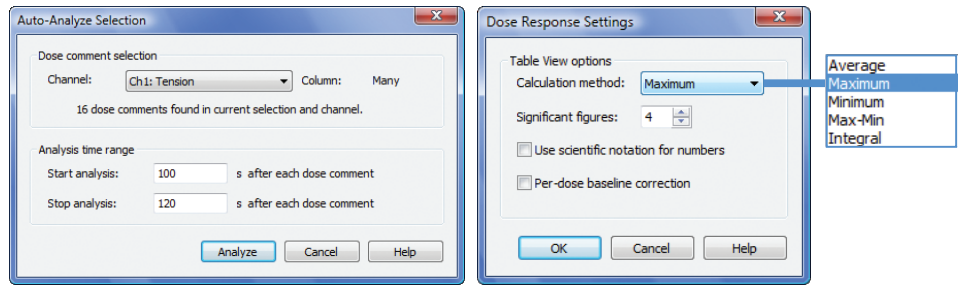 Auto-Analyze Selection
Dose comment selection
Channel: Ch1: Tension Column: Many
16 dose comments found in current selection and channel.
Analysis time range
Start analysis: 100 s after each dose comment
Stop analysis: 120 s after each dose comment
Analyze Cancel Help
Dose Response Settings
Table View options
Calculation method: Maximum
Significant figures: 4
Use scientific notation for numbers
Per-dose baseline correction
OK Cancel Help
Average
Maximum
Minimum
Max-Min
Integral